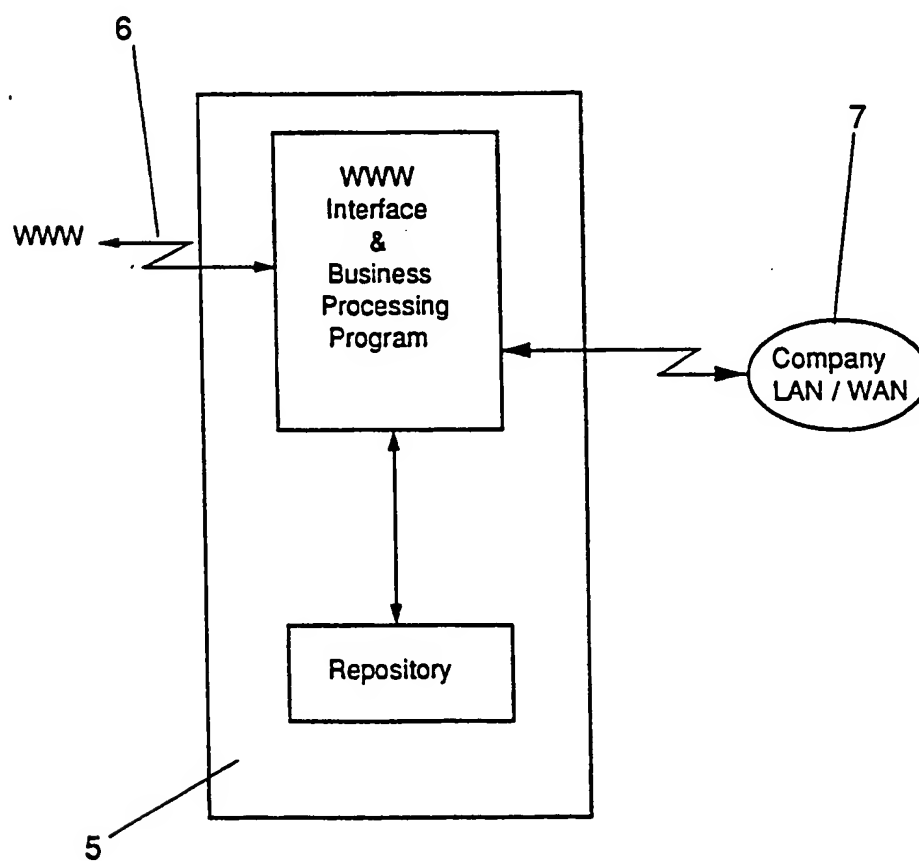 6
7
WWW
WWW
Interface
&
Business
Processing
Program
Company
LAN / WAN
Repository
5